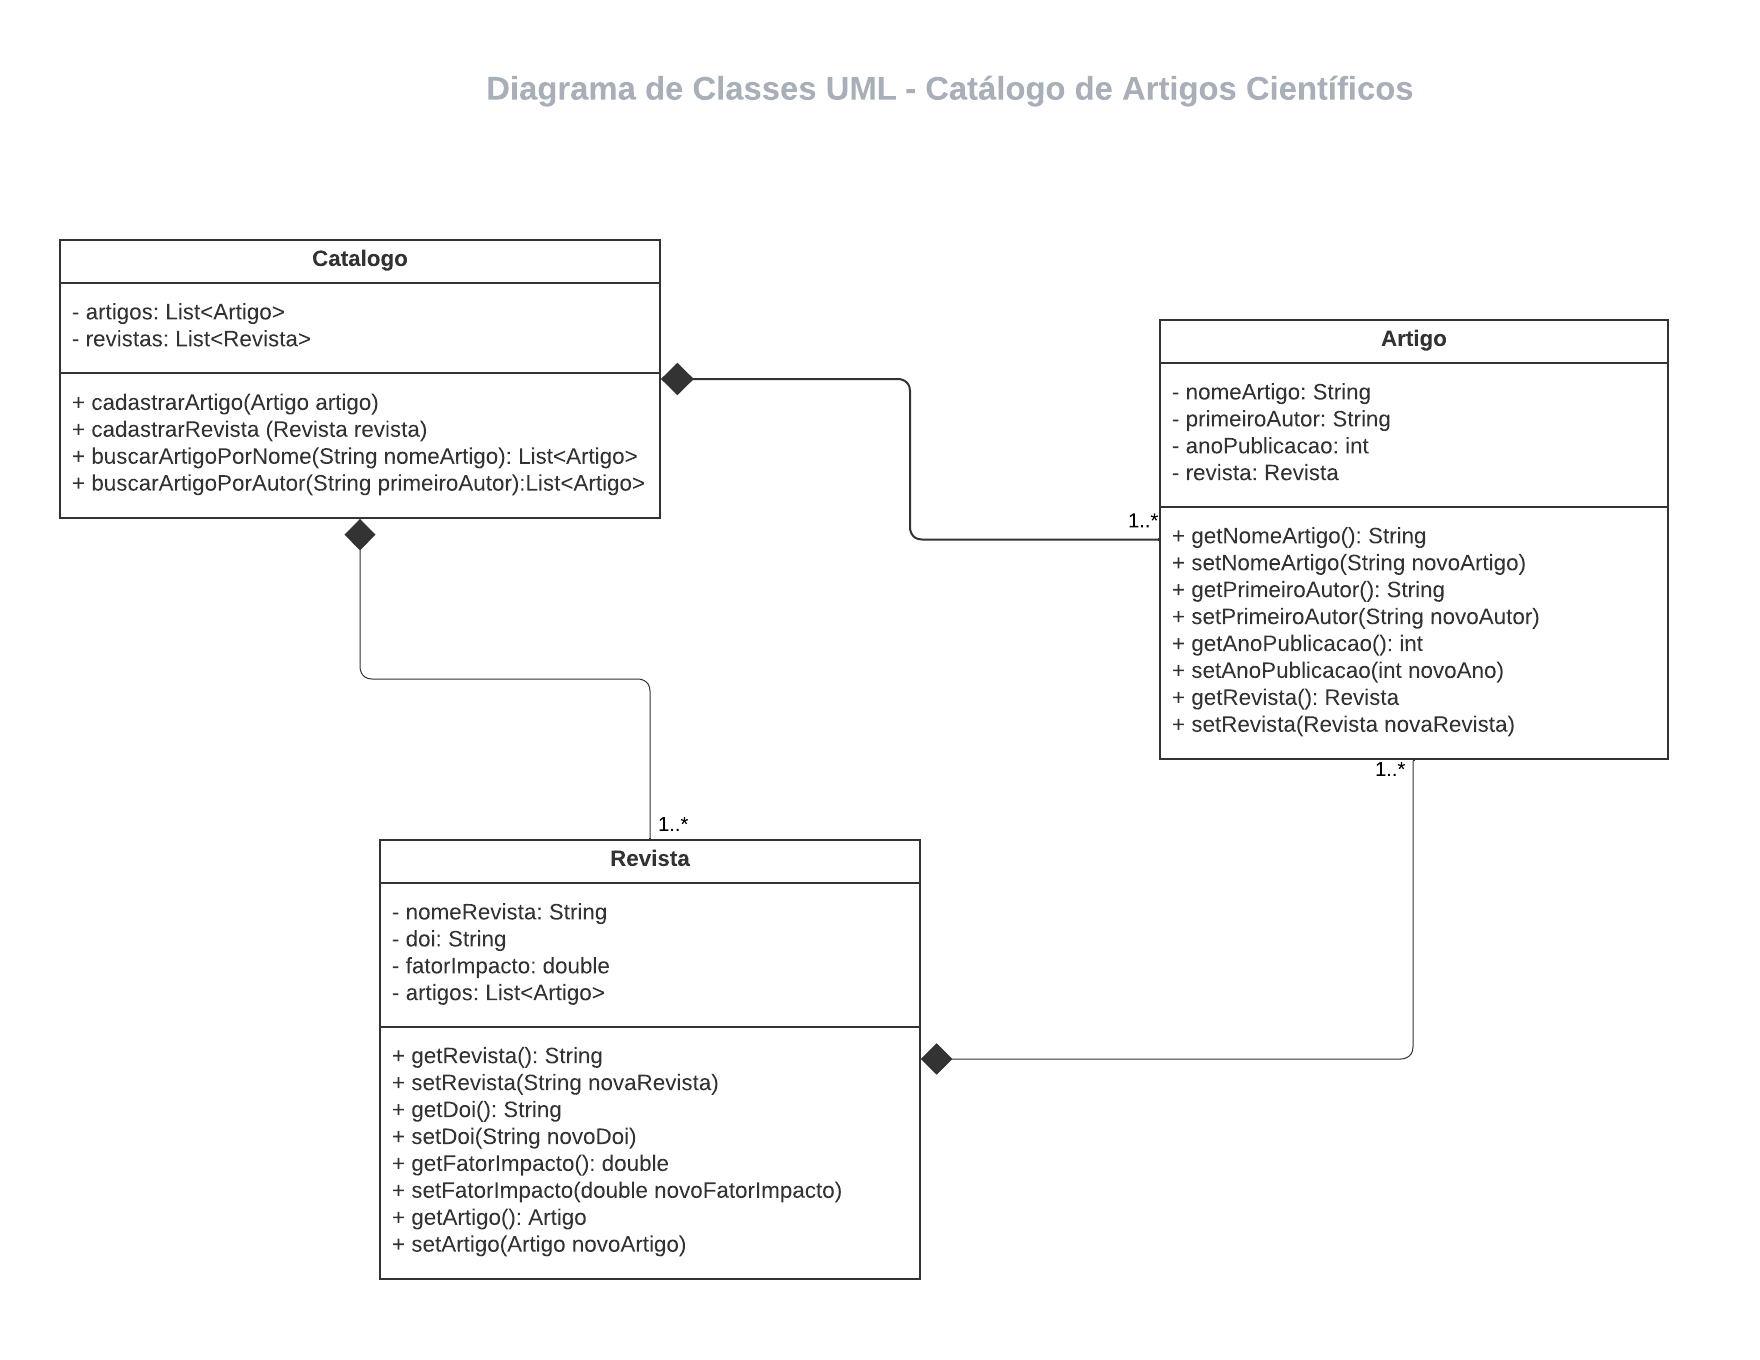 Diagrama de Classes UML - Catálogo de Artigos Científicos
Catalogo
- artigos: List<Artigo>
- revistas: List<Revista>
+ cadastrarArtigo(Artigo artigo)
+ cadastrarRevista (Revista revista)
+ buscarArtigoPorNome(String nomeArtigo): List<Artigo>
+ buscarArtigoPorAutor(String primeiroAutor):List<Artigo>
Artigo
- nomeArtigo: String
- primeiroAutor: String
- anoPublicacao: int
- revista: Revista
1..*
+ getNomeArtigo(): String
+ setNomeArtigo(String novoArtigo)
+ getPrimeiroAutor(): String
+ setPrimeiroAutor(String novoAutor)
+ getAnoPublicacao(): int
+ setAnoPublicacao(int novoAno)
+ getRevista(): Revista
+ setRevista(Revista novaRevista)
1..*
1..*
Revista
- nomeRevista: String
- doi: String
- fatorImpacto: double
- artigos: List<Artigo>
+ getRevista(): String
+ setRevista(String novaRevista)
+ getDoi(): String
+ setDoi(String novoDoi)
+ getFatorImpacto(): double
+ setFatorImpacto(double novoFatorImpacto)
+ getArtigo(): Artigo
+ setArtigo(Artigo novoArtigo)